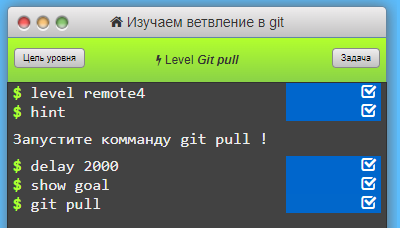 Изучаем ветвление в git
Цель уровня
Level Git pull
Задача
$ level remote4
$ hint
Запустите комманду git pull !
$ delay 2000
$ show goal
$ git pull